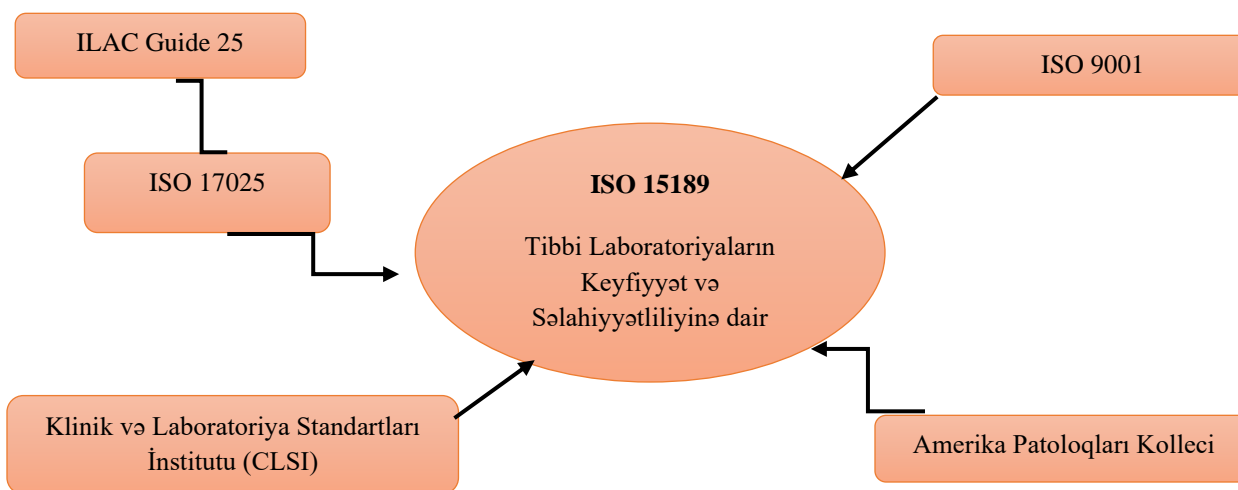 ILAC Guide 25
ISO 9001
ISO 17025
ISO 15189
Tibbi Laboratoriyaların
Keyfiyyət və
Səlahiyyətliliyinə dair
Klinik və Laboratoriya Standartları
İnstitutu (CLSI)
Amerika Patoloqları Kolleci